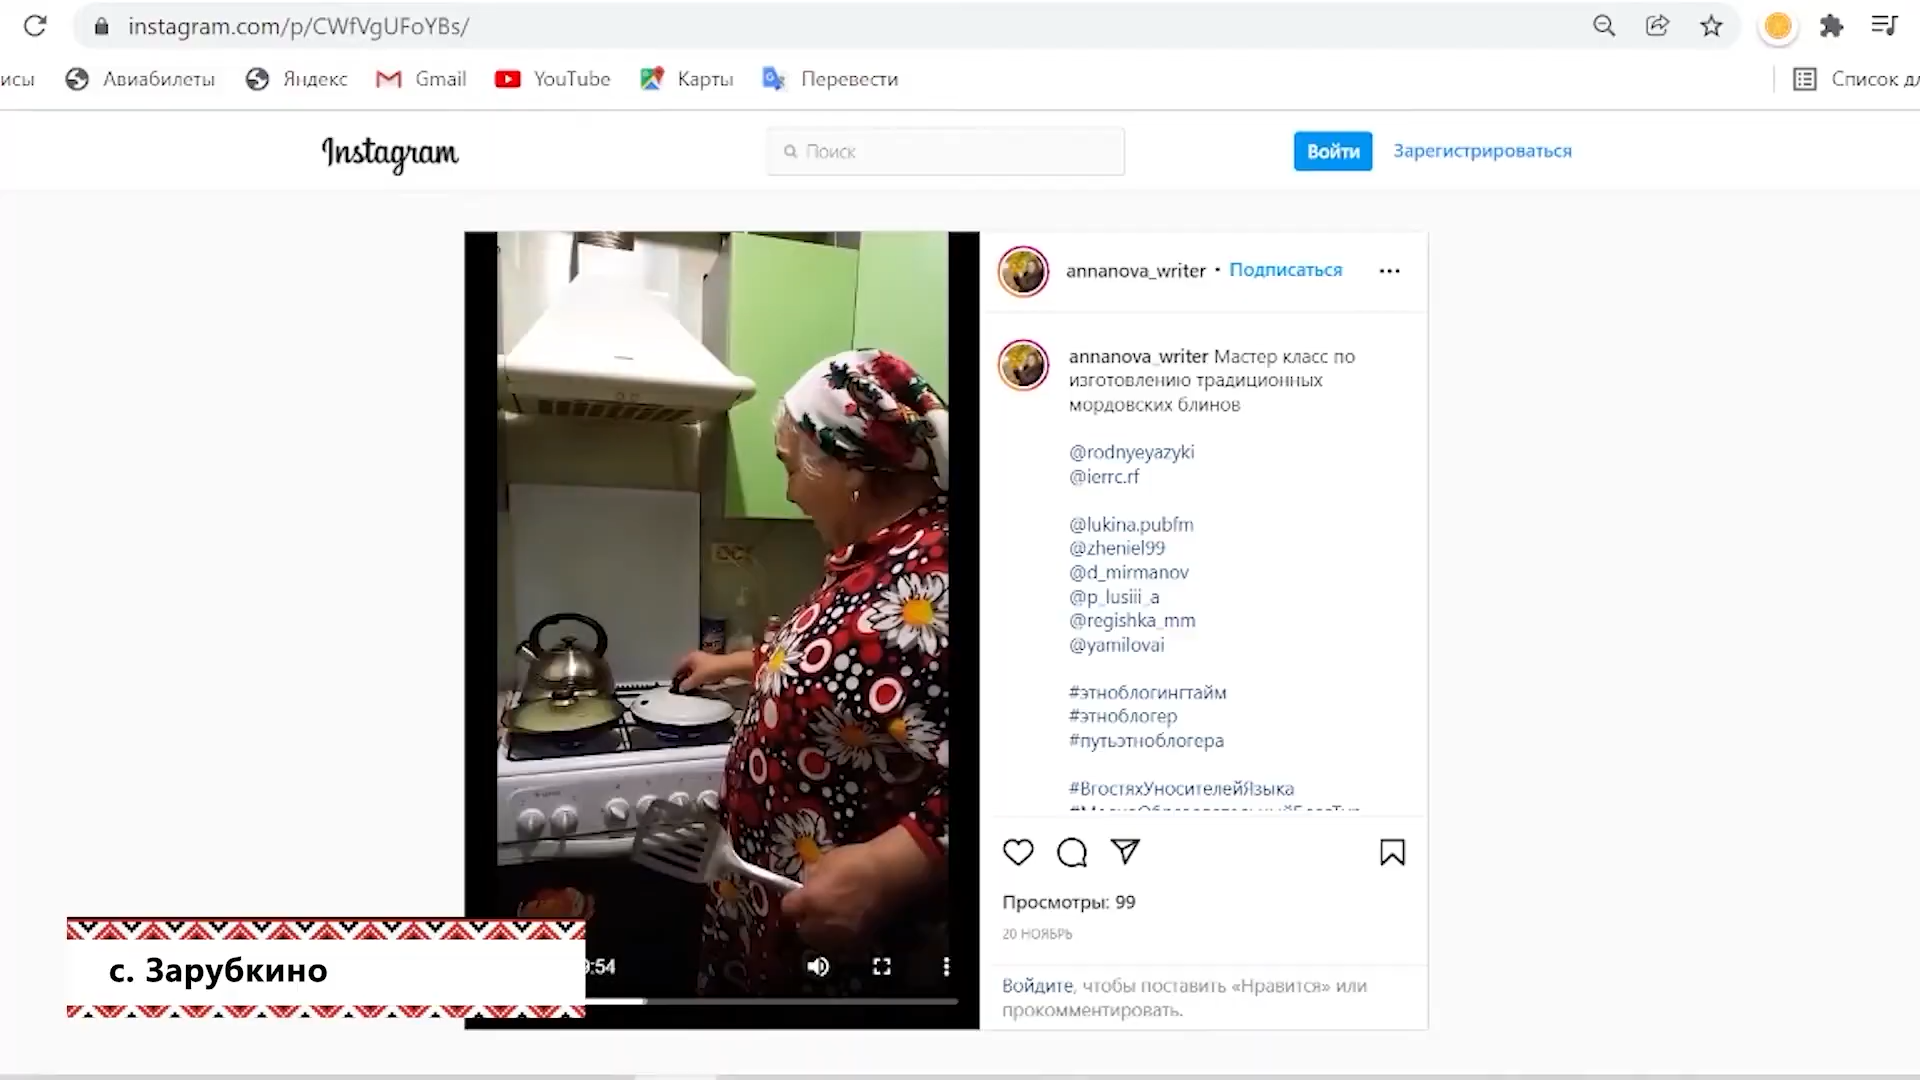 instagram.com/p/CWfVgUFoYBs/
исы Авиабилеты Яндекс Gmail YouTube Карты Перевести
Instagram Поиск Войти Зарегистрироваться
annanova_writer • Подписаться
annanova_writer Мастер класс по
изготовлению традиционных
мордовских блинов
@rodnyeyazyki
@ierrc.rf
@lukina.pubfm
@zheniel99
@d_mirmanov
@p_lusiii_a
@regishka_mm
@yamilovai
#этноблогингтайм
#этноблогер
#путьэтноблогера
#ВгостяхУносителейЯзыка
Просмотры: 99
20 НОЯБРЬ
Войдите, чтобы поставить «Нравится» или
прокомментировать.
:54
с. Зарубкино